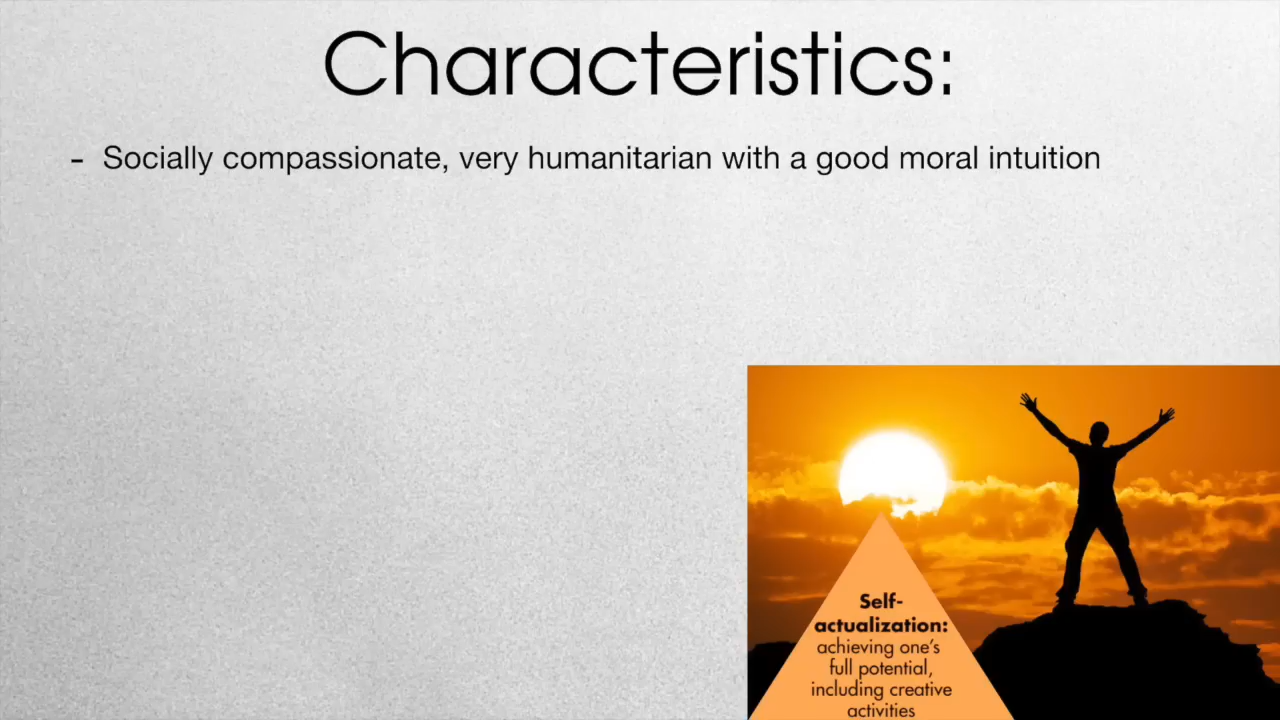 Characteristics:
- Socially compassionate, very humanitarian with a good moral intuition
Self-
actualization:
achieving one's
full potential,
including creative
activities